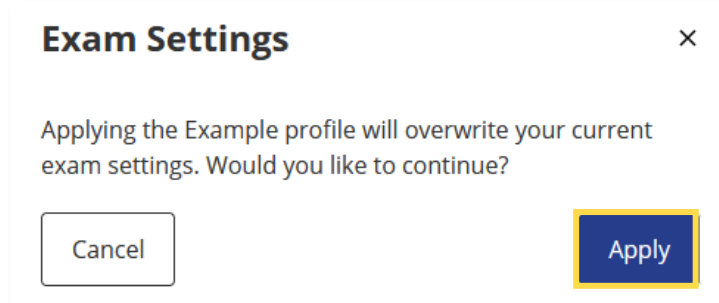 Exam Settings
Applying the Example profile will overwrite your current
exam settings. Would you like to continue?
Cancel
Apply